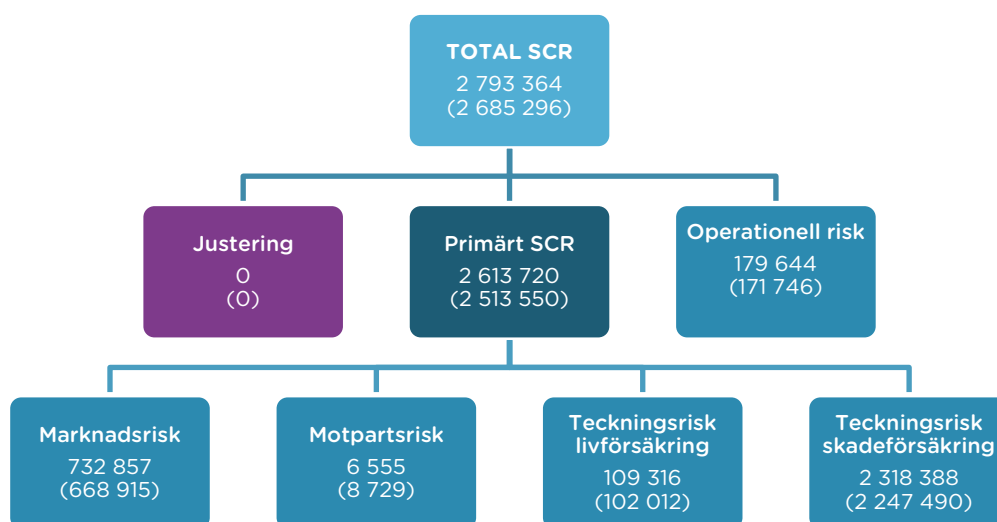 TOTAL SCR
2 793 364
(2 685 296)
Justering
0
(0)
Primärt SCR
2 613 720
(2 513 550)
Operationell risk
179 644
(171 746)
Marknadsrisk
732 857
(668 915)
Motpartsrisk
6 555
(8 729)
Teckningsrisk
livförsäkring
109 316
(102 012)
Teckningsrisk
skadeförsäkring
2 318 388
(2 247 490)